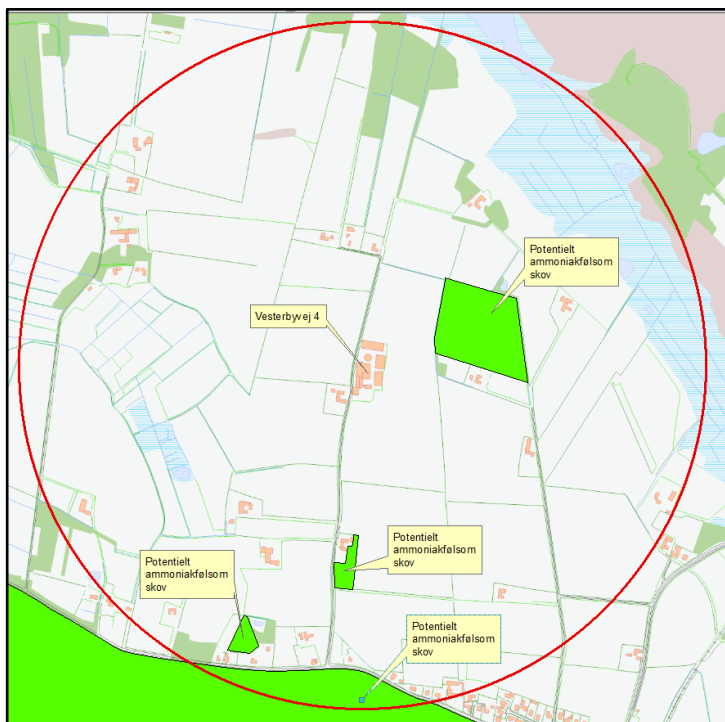 Potentielt
ammoniakfølsom
skov
Vesterbyvej 4
Potentielt
ammoniakfølsom
skov
Potentielt
ammoniakfølsom
skov
Potentielt
ammoniakfølsom
skov